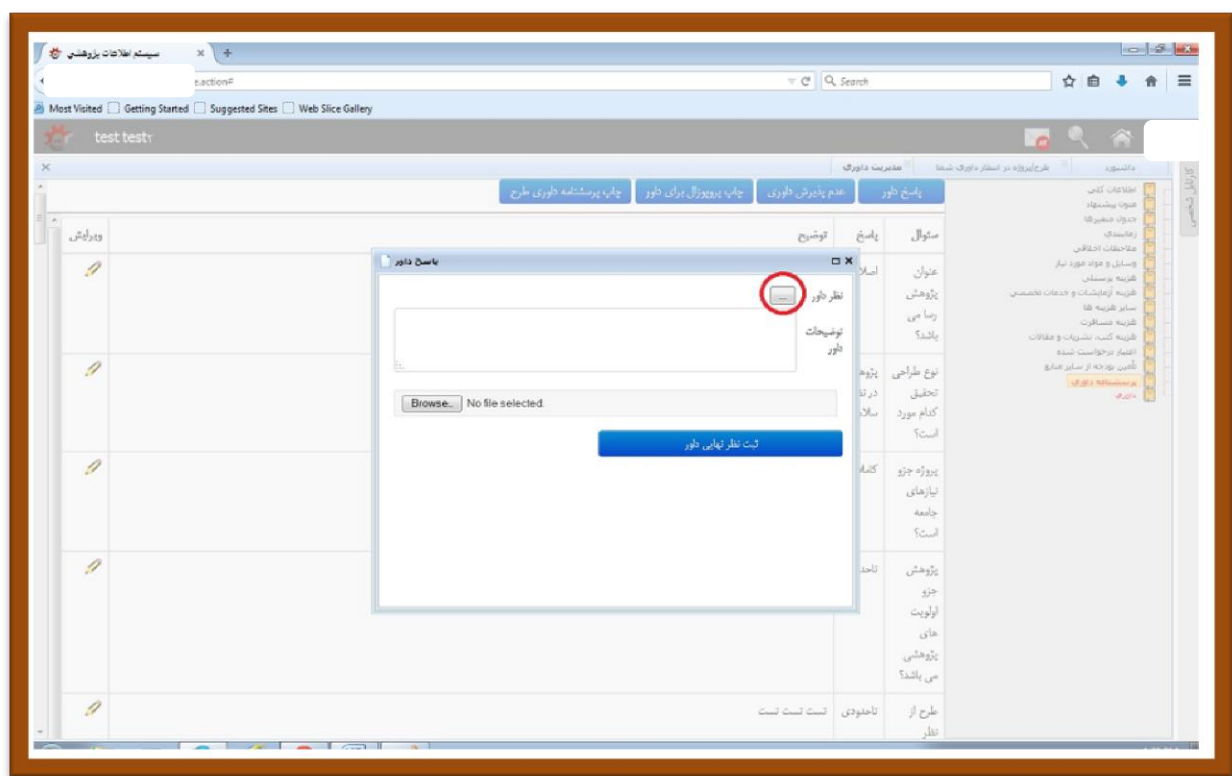 سیستم اطلاعات پژوهشی
e.action#
Search
Most Visited Getting Started Suggested Sites Web Slice Gallery
test test۲
داشبورد
طرح/پروژه در انتظار داوری شما
مدیریت داوری
کارتابل شخصی
پاسخ داور
عدم پذیرش داوری
چاپ پروپوزال برای داور
چاپ پرسشنامه داوری طرح
اطلاعات کلی
متون پیشنهاد
جدول متغیرها
زمانبندی
ملاحظات اخلاقی
وسایل و مواد مورد نیاز
هزینه پرسنلی
هزینه آزمایشات و خدمات تخصصی
سایر هزینه ها
هزینه مسافرت
هزینه کتب، نشریات و مقالات
اعتبار درخواست شده
تأمین بودجه از سایر منابع
پرسشنامه داوری
داوری
سئوال پاسخ توضیح ویرایش
عنوان
پژوهش
رسا می
باشد؟
نوع طراحی
تحقیق
کدام مورد
است؟
پروژه جزو
نیازهای
جامعه
است؟
پژوهش
جزو
اولویت
های
پژوهشی
می باشد؟
طرح از
نظر
تاحدودی تست تست تست
پاسخ داور
نظر داور ...
توضیحات
داور
Browse.. No file selected.
ثبت نظر نهایی داور